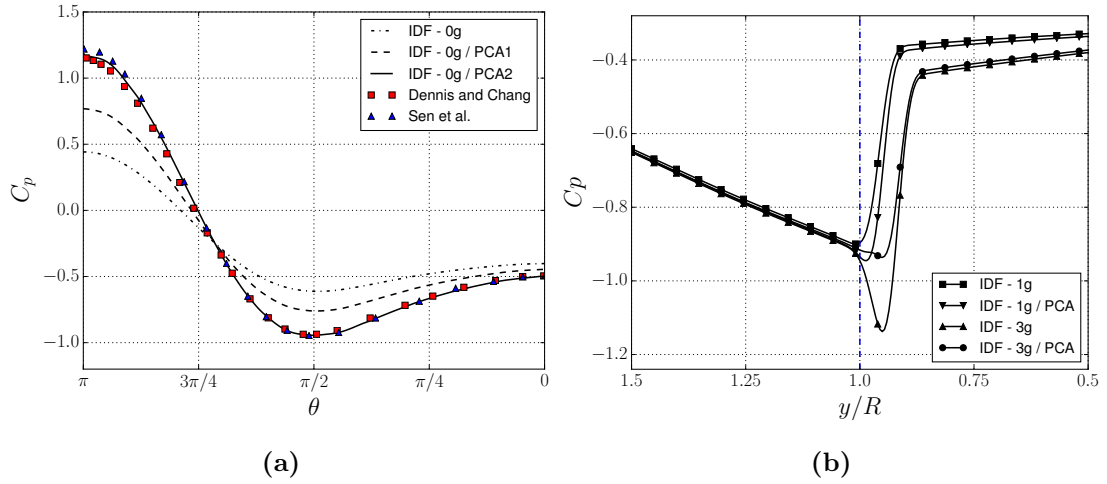 1.5
1.0
0.5
0.0
−0.5
−1.0
C_p
π
3π/4
π/2
π/4
0
θ
IDF - 0g
IDF - 0g / PCA1
IDF - 0g / PCA2
Dennis and Chang
Sen et al.
(a)
−0.4
−0.6
−0.8
−1.0
−1.2
Cp
1.5
1.25
1.0
0.75
0.5
y/R
IDF - 1g
IDF - 1g / PCA
IDF - 3g
IDF - 3g / PCA
(b)